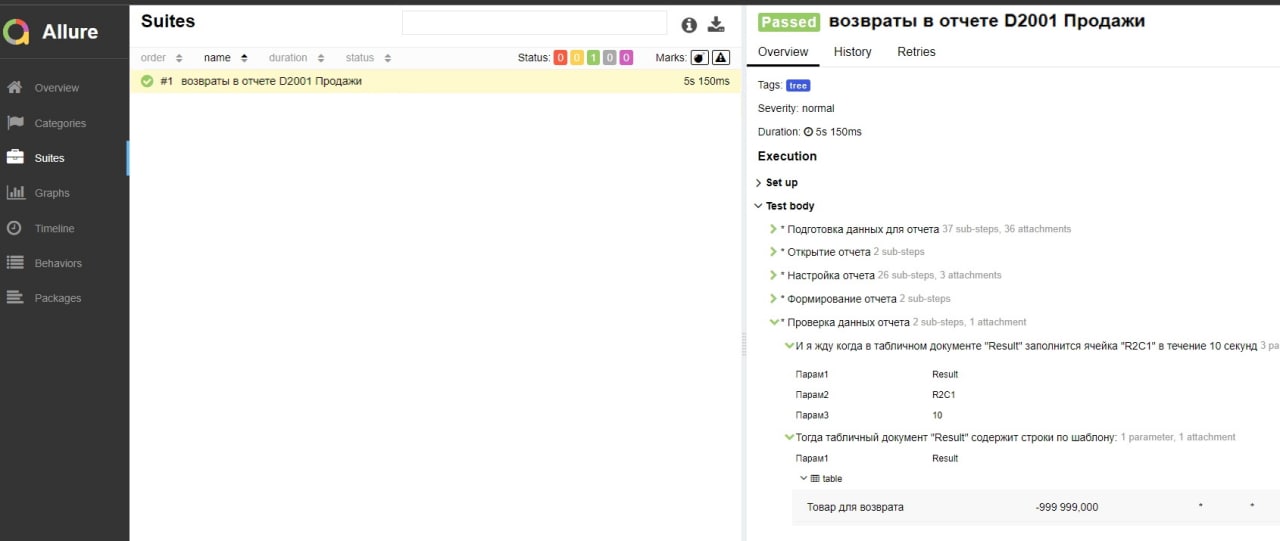 Allure
Overview
Categories
Suites
Graphs
Timeline
Behaviors
Packages
Suites
order name duration status Status: 0 0 1 0 0 Marks:
#1 возвраты в отчете D2001 Продажи 5s 150ms
Passed возвраты в отчете D2001 Продажи
Overview History Retries
Tags: tree
Severity: normal
Duration: 5s 150ms
Execution
Set up
Test body
* Подготовка данных для отчета 37 sub-steps, 36 attachments
* Открытие отчета 2 sub-steps
* Настройка отчета 26 sub-steps, 3 attachments
* Формирование отчета 2 sub-steps
* Проверка данных отчета 2 sub-steps, 1 attachment
И я жду когда в табличном документе "Result" заполнится ячейка "R2C1" в течение 10 секунд 3 pa
Парам1 Result
Парам2 R2C1
Парам3 10
Тогда табличный документ "Result" содержит строки по шаблону: 1 parameter, 1 attachment
Парам1 Result
table
Товар для возврата -999 999,000 * *